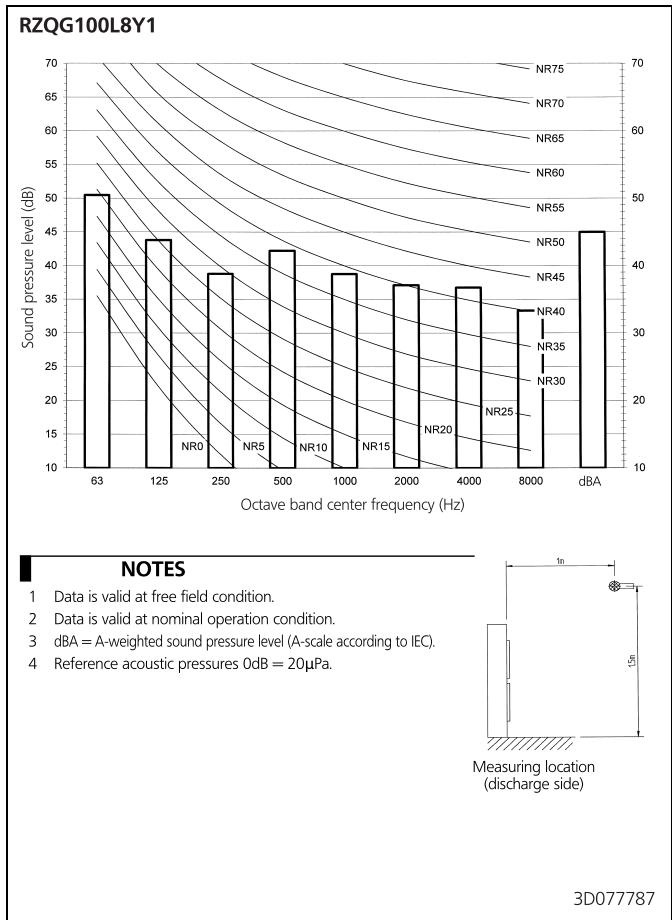 RZQG100L8Y1
Sound pressure level (dB)
70
65
60
55
50
45
40
35
30
25
20
15
10
70
60
50
40
30
20
10
NR75
NR70
NR65
NR60
NR55
NR50
NR45
NR40
NR35
NR30
NR25
NR20
NR0
NR5
NR10
NR15
63
125
250
500
1000
2000
4000
8000
dBA
Octave band center frequency (Hz)
NOTES
1 Data is valid at free field condition.
2 Data is valid at nominal operation condition.
3 dBA = A-weighted sound pressure level (A-scale according to IEC).
4 Reference acoustic pressures 0dB = 20µPa.
1m
1.5m
Measuring location
(discharge side)
3D077787